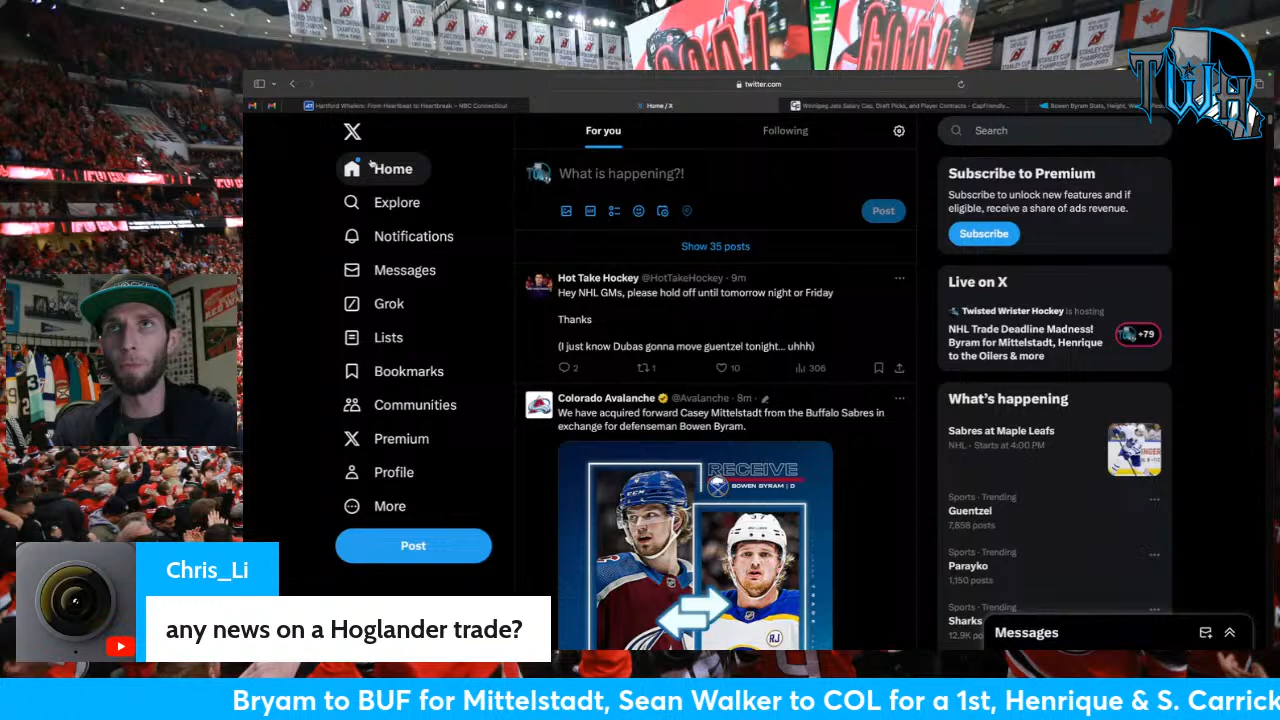 GOAL
GOAL
DEVILS
STANLEY CUP
TWH
twitter.com
Hartford Whalers: From Heartbeat to Heartbreak – NBC Connecticut
Home / X
Winnipeg Jets Salary Cap, Draft Picks, and Player Contracts - CapFriendly...
For you
Following
Search
Home
Explore
Notifications
Messages
Grok
Lists
Bookmarks
Communities
Premium
Profile
More
Post
What is happening?!
Post
Show 35 posts
Hot Take Hockey @HotTakeHockey · 9m
Hey NHL GMs, please hold off until tomorrow night or Friday
Thanks
(I just know Dubas gonna move guentzel tonight... uhhh)
2
1
10
306
Colorado Avalanche @Avalanche · 8m ·
We have acquired forward Casey Mittelstadt from the Buffalo Sabres in
exchange for defenseman Bowen Byram.
RECEIVE
BOWEN BYRAM | D
RJ
Subscribe to Premium
Subscribe to unlock new features and if
eligible, receive a share of ads revenue.
Subscribe
Live on X
Twisted Wrister Hockey is hosting
NHL Trade Deadline Madness!
Byram for Mittelstadt, Henrique
to the Oilers & more
+79
What's happening
Sabres at Maple Leafs
NHL · Starts at 4:00 PM
Sports · Trending
Guentzel
7,858 posts
Sports · Trending
Parayko
1,150 posts
Sports · Trending
Sharks
12.9K
Messages
Chris_Li
any news on a Hoglander trade?
Bryam to BUF for Mittelstadt, Sean Walker to COL for a 1st, Henrique & S. Carrick